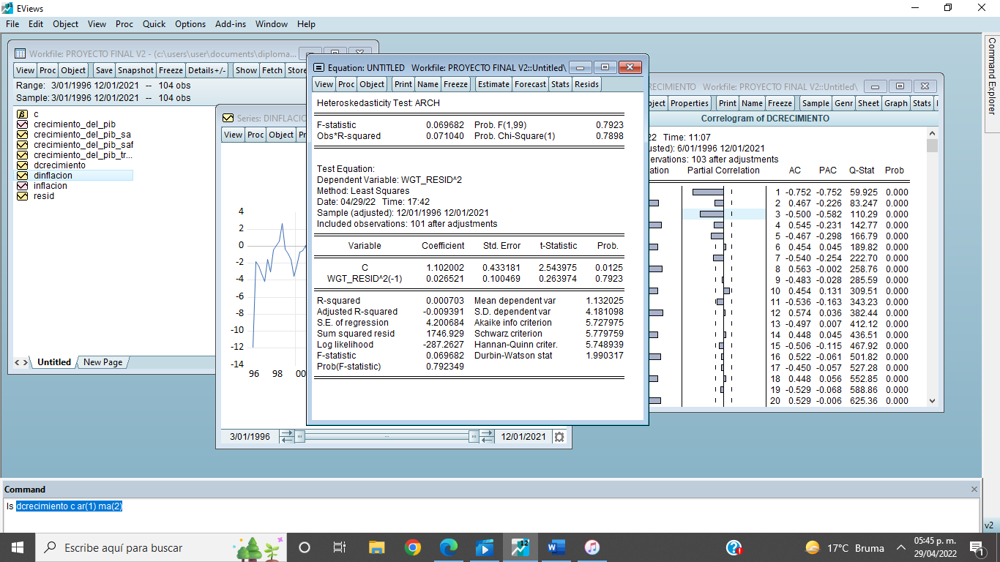 EViews
File Edit Object View Proc Quick Options Add-ins Window Help
Workfile: PROYECTO FINAL V2 - (c:\users\user\documents\diploma...
View Proc Object Save Snapshot Freeze Details+/- Show Fetch Store
Range: 3/01/1996 12/01/2021 -- 104 obs
Sample: 3/01/1996 12/01/2021 -- 104 obs
c
crecimiento_del_pib
crecimiento_del_pib_sa
crecimiento_del_pib_saf
crecimiento_del_pib_tr...
dcrecimiento
dinflacion
inflacion
resid
Untitled New Page
Series: DINFLACIO
View Proc Object Pr
4
2
0
-2
-4
-6
-8
-10
-12
-14
96 98 00
3/01/1996 12/01/2021
Equation: UNTITLED Workfile: PROYECTO FINAL V2::Untitled\
View Proc Object Print Name Freeze Estimate Forecast Stats Resids
Heteroskedasticity Test: ARCH
F-statistic 0.069682 Prob. F(1,99) 0.7923
Obs*R-squared 0.071040 Prob. Chi-Square(1) 0.7898
Test Equation:
Dependent Variable: WGT_RESID^2
Method: Least Squares
Date: 04/29/22 Time: 17:42
Sample (adjusted): 12/01/1996 12/01/2021
Included observations: 101 after adjustments
Variable Coefficient Std. Error t-Statistic Prob.
C 1.102002 0.433181 2.543975 0.0125
WGT_RESID^2(-1) 0.026521 0.100469 0.263974 0.7923
R-squared 0.000703 Mean dependent var 1.132025
Adjusted R-squared -0.009391 S.D. dependent var 4.181098
S.E. of regression 4.200684 Akaike info criterion 5.727975
Sum squared resid 1746.929 Schwarz criterion 5.779759
Log likelihood -287.2627 Hannan-Quinn criter. 5.748939
F-statistic 0.069682 Durbin-Watson stat 1.990317
Prob(F-statistic) 0.792349
ECIMIENTO Workfile: PROYECTO FINAL V2::Untitled\
ject Properties Print Name Freeze Sample Genr Sheet Graph Stats I
Correlogram of DCRECIMIENTO
22 Time: 11:07
usted): 6/01/1996 12/01/2021
ervations: 103 after adjustments
ation Partial Correlation AC PAC Q-Stat Prob
1 -0.752 -0.752 59.925 0.000
2 0.467 -0.226 83.247 0.000
3 -0.500 -0.582 110.29 0.000
4 0.545 -0.231 142.77 0.000
5 -0.467 -0.298 166.79 0.000
6 0.454 0.045 189.82 0.000
7 -0.540 -0.254 222.70 0.000
8 0.563 -0.002 258.76 0.000
9 -0.483 -0.028 285.59 0.000
10 0.454 0.131 309.51 0.000
11 -0.536 -0.163 343.23 0.000
12 0.574 0.036 382.44 0.000
13 -0.497 0.007 412.12 0.000
14 0.448 0.045 436.51 0.000
15 -0.506 -0.115 467.92 0.000
16 0.522 -0.061 501.82 0.000
17 -0.450 -0.057 527.28 0.000
18 0.448 0.056 552.85 0.000
19 -0.529 -0.068 588.86 0.000
20 0.529 -0.006 625.36 0.000
Command Explorer
Command
ls dcrecimiento c ar(1) ma(2)
v2
Escribe aquí para buscar
12
17°C Bruma
05:45 p. m.
29/04/2022
1